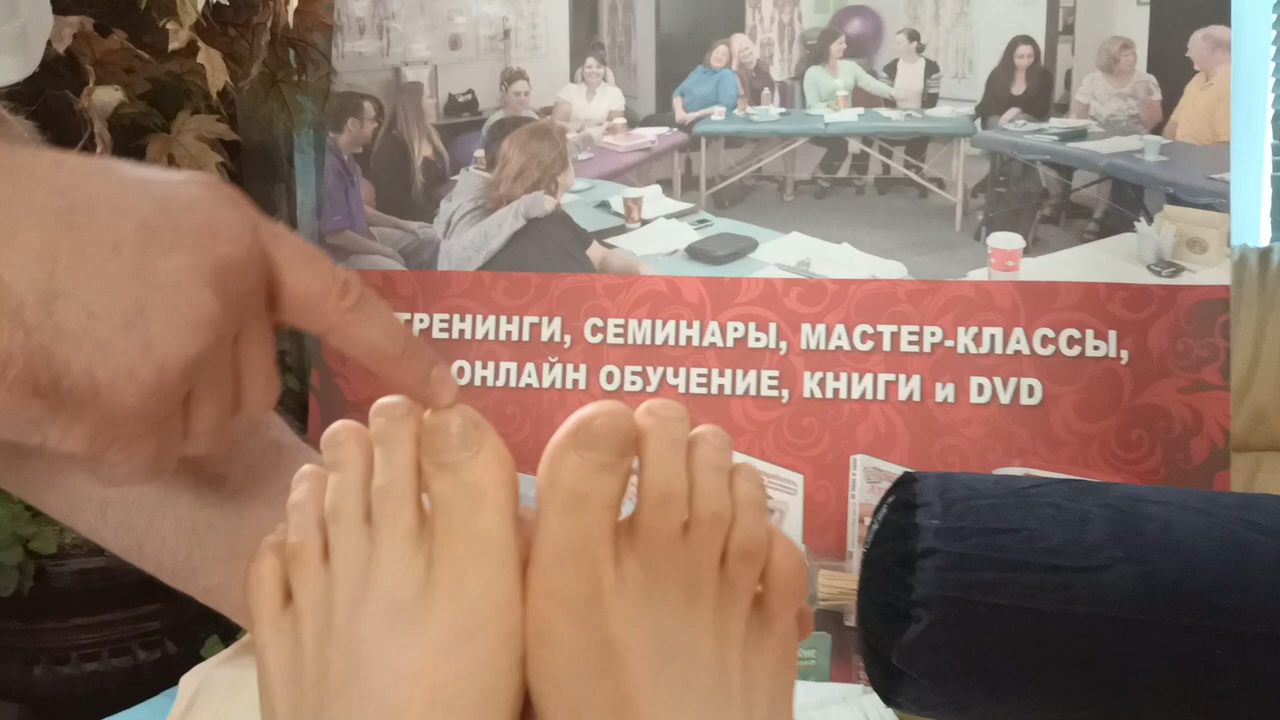 ТРЕНИНГИ, СЕМИНАРЫ, МАСТЕР-КЛАССЫ,
ОНЛАЙН ОБУЧЕНИЕ, КНИГИ и DVD